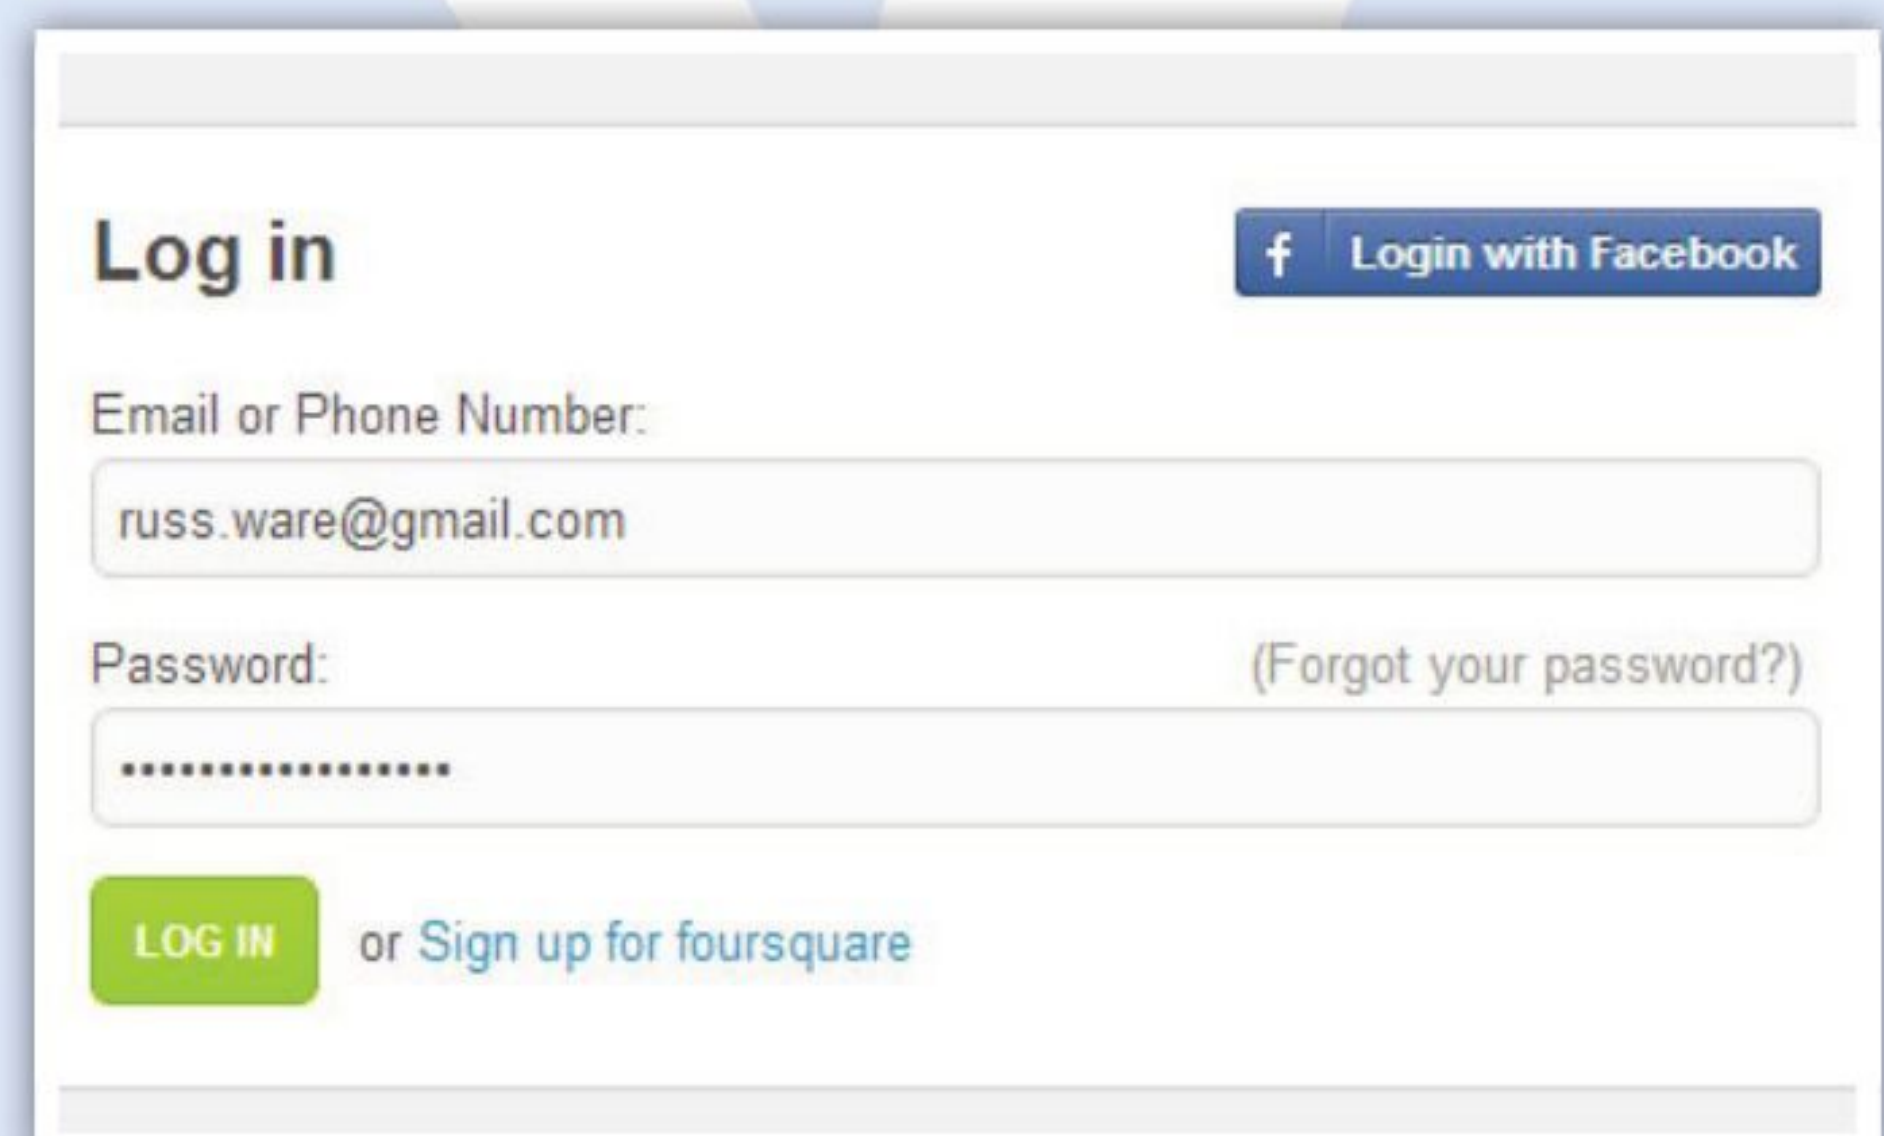 Log in
f Login with Facebook
Email or Phone Number:
russ.ware@gmail.com
Password: (Forgot your password?)
•••••••••••••••••
LOG IN or Sign up for foursquare